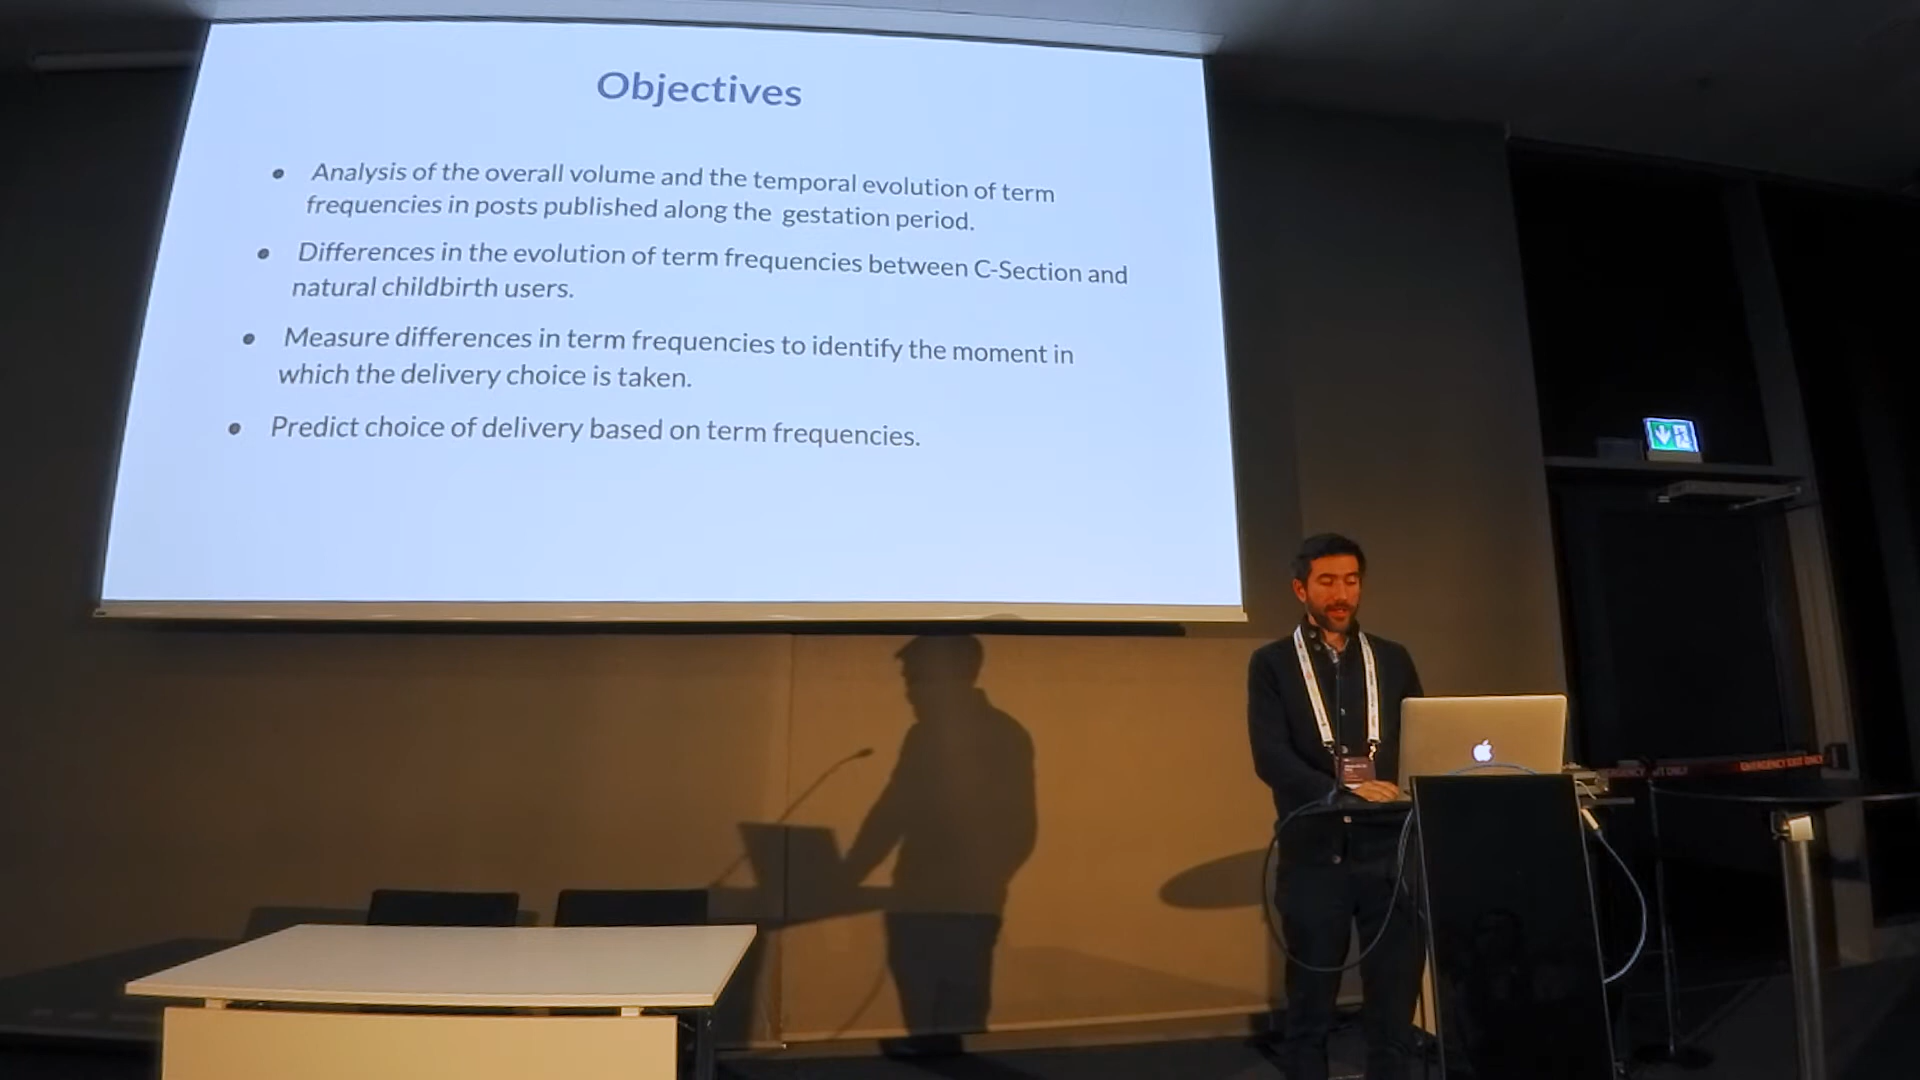 Objectives
● Analysis of the overall volume and the temporal evolution of term
frequencies in posts published along the gestation period.
● Differences in the evolution of term frequencies between C-Section and
natural childbirth users.
● Measure differences in term frequencies to identify the moment in
which the delivery choice is taken.
● Predict choice of delivery based on term frequencies.
EMERGENCY EXIT ONLY